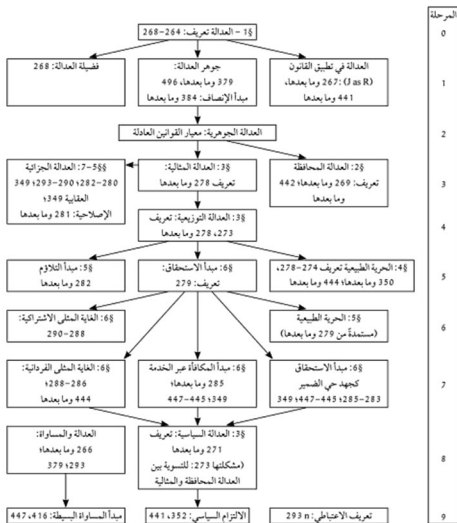 المرحلة
0
§1 – العدالة تعريف: 264–268
1
العدالة في تطبيق القانون
(J as R): 267 وما بعدها،
441 وما بعدها
جوهر العدالة:
379 وما بعدها، 496
مبدأ الإنصاف: 384 وما بعدها
فضيلة العدالة: 268
2
العدالة الجوهرية: معيار القوانين العادلة
3
§2: العدالة المحافظة
تعريف: 269 وما بعدها؛ 442
وما بعدها
§3: العدالة المثالية:
تعريف 278 وما بعدها
§§5–7: العدالة الجزائية
280–282؛ 290–293؛ 349
العقابية 349؛
الإصلاحية: 281 وما بعدها
4
§3: العدالة التوزيعية: تعريف
273، 278 وما بعدها
5
§4: الحرية الطبيعية تعريف 274–278،
350 وما بعدها؛ 444 وما بعدها
§6: مبدأ الاستحقاق:
تعريف: 279
§5: مبدأ التلاؤم
282 وما بعدها
6
§5: الحرية الطبيعية
(مستمدةً من 279 وما بعدها)
§6: الغاية المثلى الاشتراكية:
288–290
7
§6: مبدأ الاستحقاق
كجهد حي الضمير
283–285؛ 445–447؛ 349
§6: مبدأ المكافأة عبر الخدمة
285 وما بعدها؛
349؛ 445–447
§6: الغاية المثلى الفردانية:
286–288؛
444 وما بعدها
8
§3: العدالة السياسية: تعريف
271 وما بعدها
(مشكلتها 273: للتسوية بين
العدالة المحافظة والمثالية
العدالة والمساواة:
266 وما بعدها؛
293؛ 379
9
تعريف الاعتباطي: 293 n
الالتزام السياسي: 352، 441
مبدأ المساواة البسيطة: 416، 447